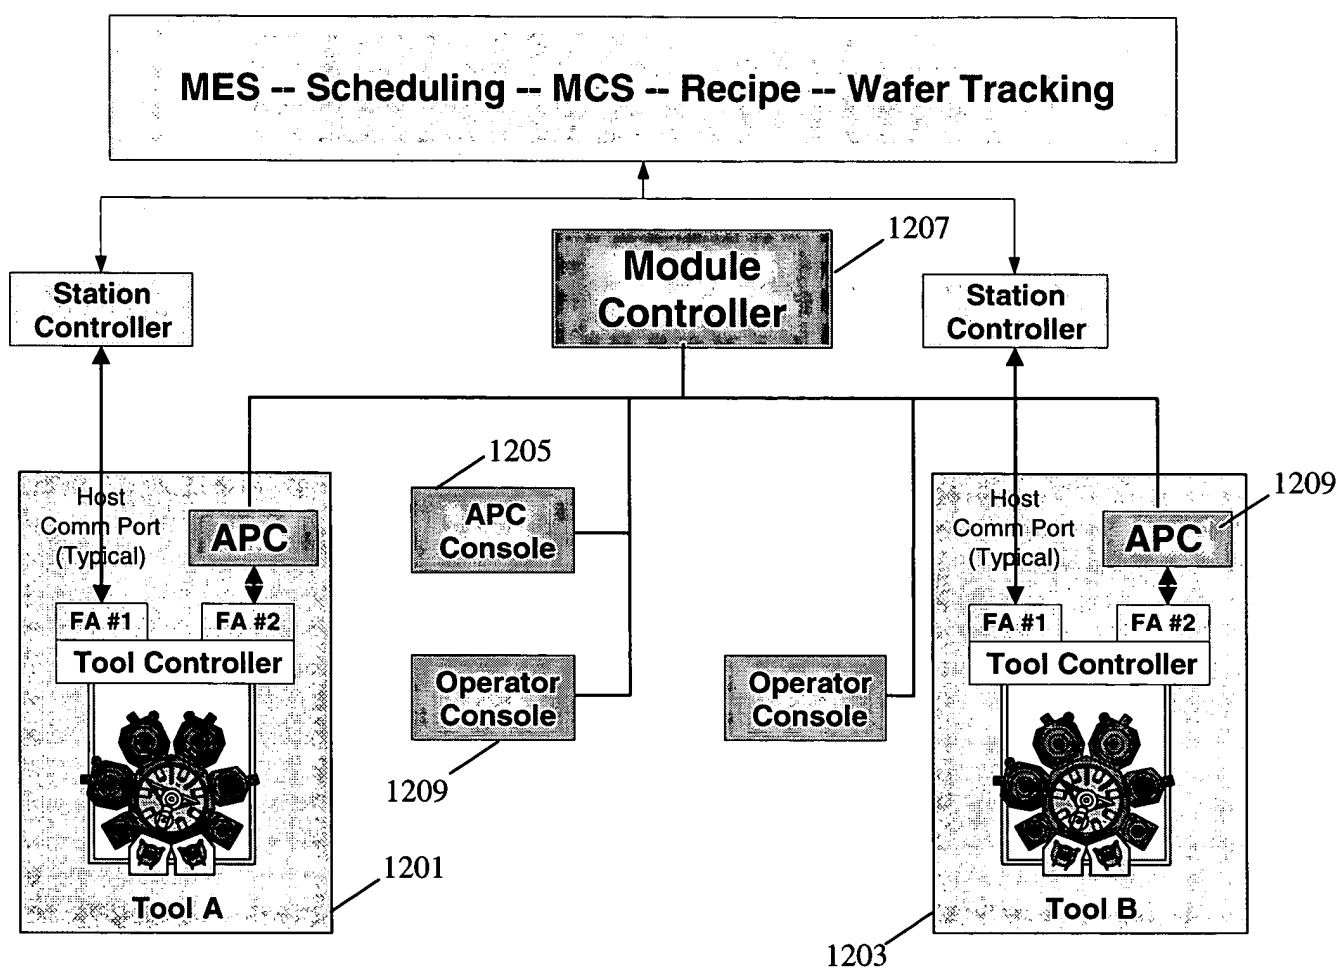 MES -- Scheduling -- MCS -- Recipe -- Wafer Tracking
1207
Module
Controller
Station
Controller
Station
Controller
1205
1209
Host
Comm Port
(Typical)
APC
APC
Console
Host
Comm Port
(Typical)
APC
FA #1
FA #2
Tool Controller
Operator
Console
Operator
Console
FA #1
FA #2
Tool Controller
1209
1201
Tool A
Tool B
1203